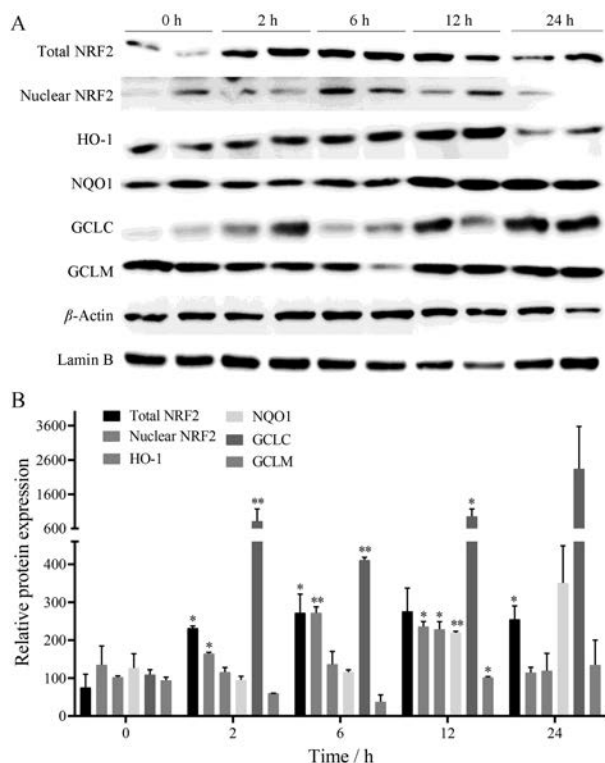 A
0 h 2 h 6 h 12 h 24 h
Total NRF2
Nuclear NRF2
HO-1
NQO1
GCLC
GCLM
β-Actin
Lamin B
B
Total NRF2 NQO1
Nuclear NRF2 GCLC
HO-1 GCLM
Relative protein expression
3600
2600
1600
600
400
300
200
100
0
* * ** * ** ** * * ** * * *
0 2 6 12 24
Time / h